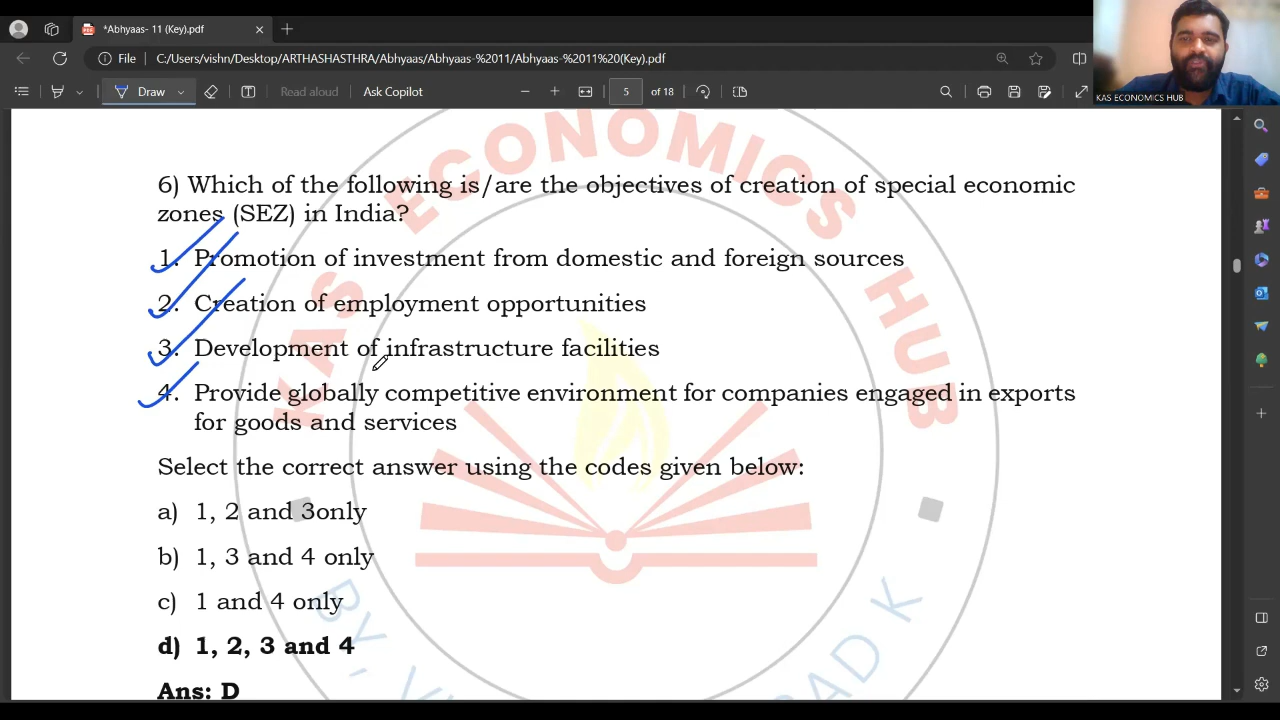 *Abhyaas- 11 (Key).pdf
File C:/Users/vishn/Desktop/ARTHASHASTHRA/Abhyaas/Abhyaas-%2011/Abhyaas-%2011%20(Key).pdf
Draw Read aloud Ask Copilot 5 of 18
KAS ECONOMICS HUB
KAS ECONOMICS HUB
6) Which of the following is/are the objectives of creation of special economic
zones (SEZ) in India?
1. Promotion of investment from domestic and foreign sources
2. Creation of employment opportunities
3. Development of infrastructure facilities
4. Provide globally competitive environment for companies engaged in exports
for goods and services
Select the correct answer using the codes given below:
a) 1, 2 and 3only
b) 1, 3 and 4 only
c) 1 and 4 only
d) 1, 2, 3 and 4
Ans: D